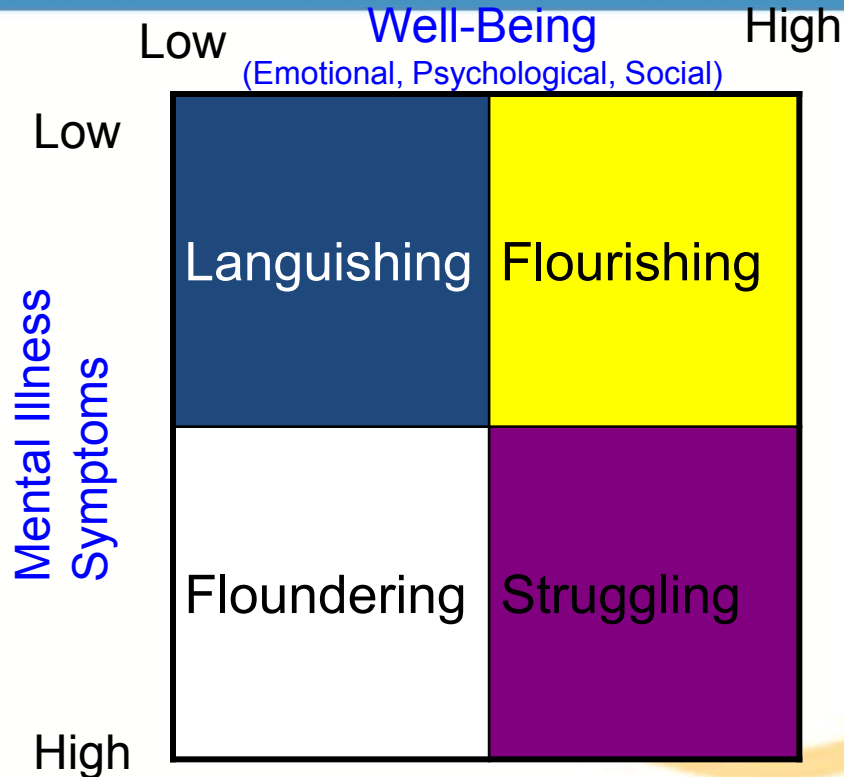 Low Well-Being High
(Emotional, Psychological, Social)
Low
Languishing Flourishing
Mental Illness
Symptoms
Floundering Struggling
High